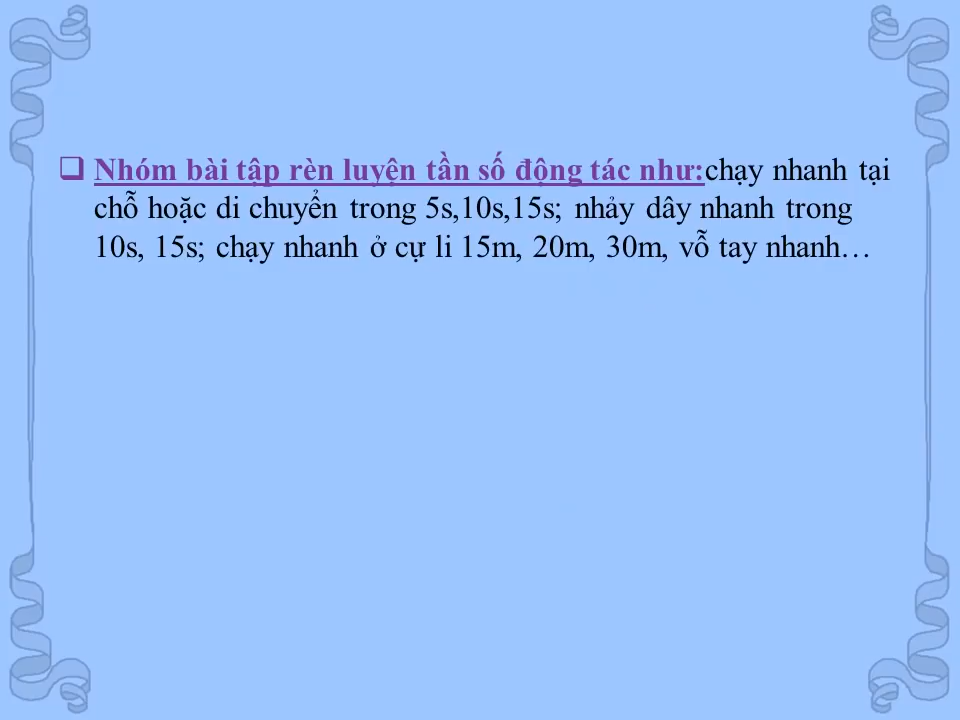 Nhóm bài tập rèn luyện tần số động tác như:chạy nhanh tại
chỗ hoặc di chuyển trong 5s,10s,15s; nhảy dây nhanh trong
10s, 15s; chạy nhanh ở cự li 15m, 20m, 30m, vỗ tay nhanh…